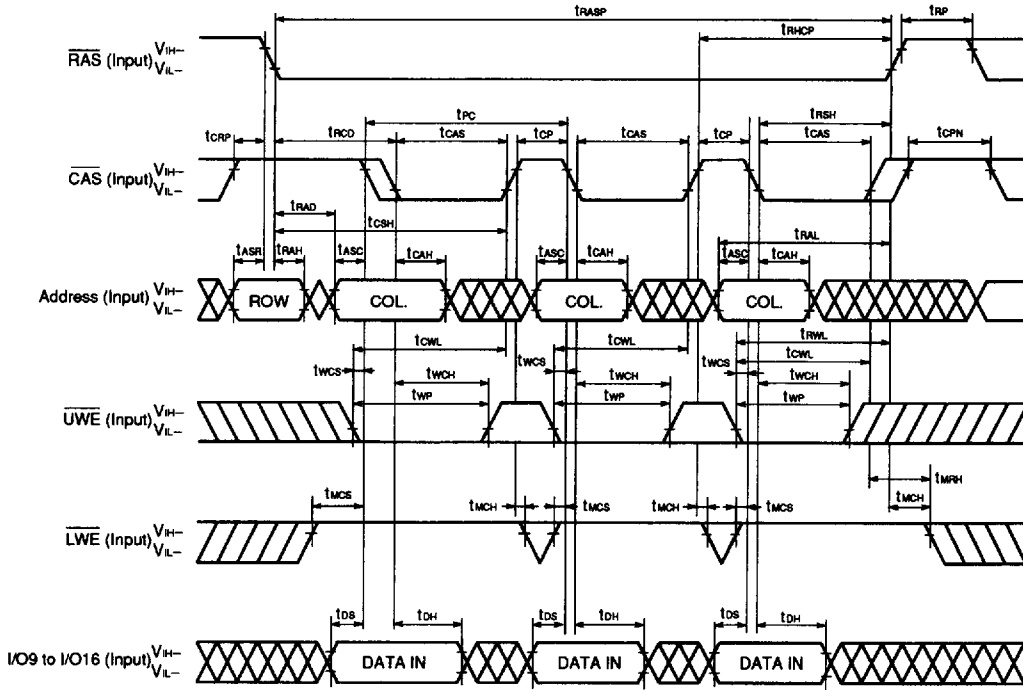 tRASP tRP
tRHCP
RAS (Input) VIH–
VIL–
tPC tRSH
tCRP tRCD tCAS tCP tCAS tCP tCAS tCPN
CAS (Input) VIH–
VIL–
tRAD
tCSH
tRAL
tASR tRAH tASC tCAH tASC tCAH tASC tCAH
Address (Input) VIH–
VIL–
ROW COL. COL. COL.
tRWL
tCWL tCWL tCWL
tWCS tWCH tWCS tWCH tWCS tWCH
tWP tWP tWP
UWE (Input) VIH–
VIL–
tMRH
tMCS tMCH tMCS tMCH tMCS tMCH
LWE (Input) VIH–
VIL–
tDS tDH tDS tDH tDS tDH
I/O9 to I/O16 (Input) VIH–
VIL–
DATA IN DATA IN DATA IN